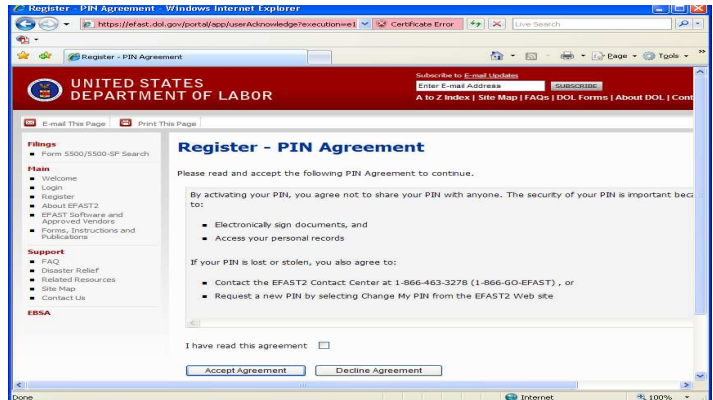 Register - PIN Agreement - Windows Internet Explorer
https://efast.dol.gov/portal/app/userAcknowledge?execution=e1
Certificate Error
Live Search
Register - PIN Agreement
Page
Tools
UNITED STATES
DEPARTMENT OF LABOR
Subscribe to E-mail Updates
Enter E-mail Address
SUBSCRIBE
A to Z Index | Site Map | FAQs | DOL Forms | About DOL | Cont
E-mail This Page
Print This Page
Filings
Form 5500/5500-SF Search
Main
Welcome
Login
Register
About EFAST2
EFAST Software and
Approved Vendors
Forms, Instructions and
Publications
Support
FAQ
Disaster Relief
Related Resources
Site Map
Contact Us
EBSA
Register - PIN Agreement
Please read and accept the following PIN Agreement to continue.
By activating your PIN, you agree not to share your PIN with anyone. The security of your PIN is important beca
to:
Electronically sign documents, and
Access your personal records
If your PIN is lost or stolen, you also agree to:
Contact the EFAST2 Contact Center at 1-866-463-3278 (1-866-GO-EFAST) , or
Request a new PIN by selecting Change My PIN from the EFAST2 Web site
I have read this agreement
Accept Agreement
Decline Agreement
Done
Internet
100%